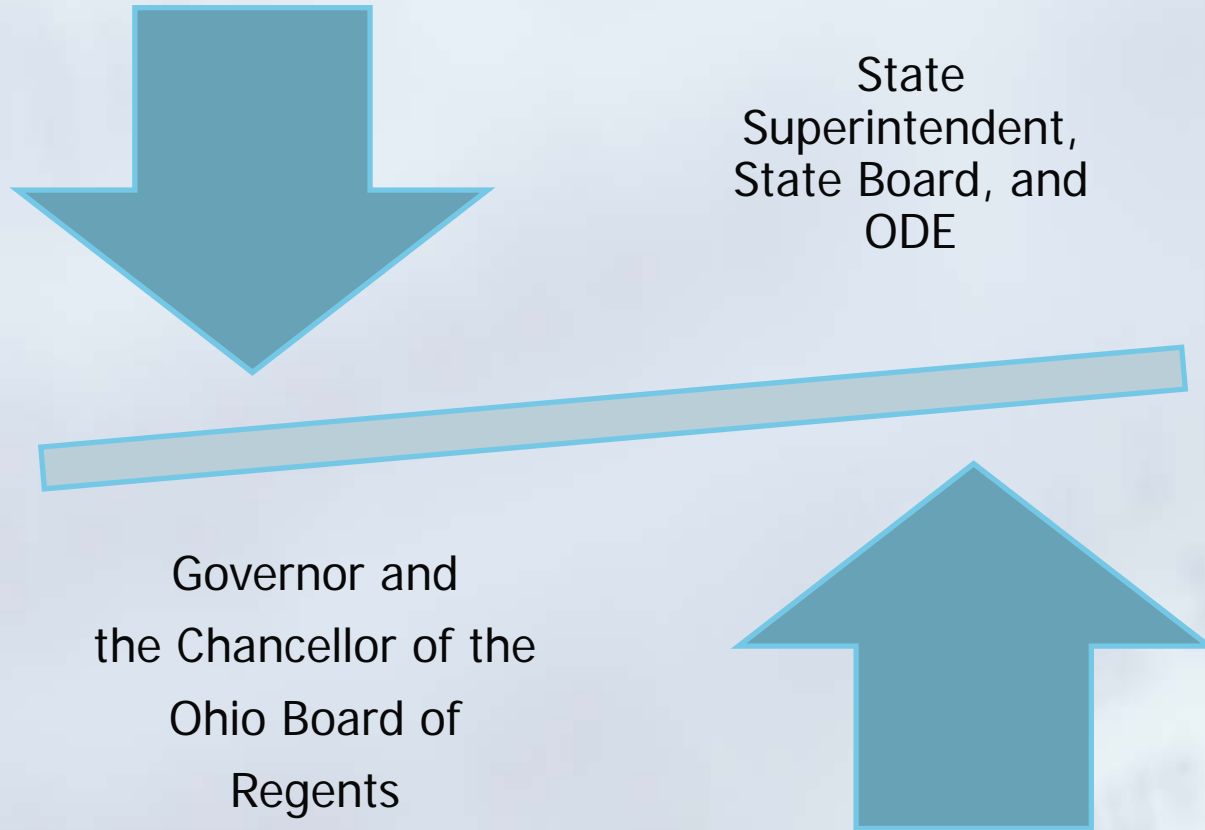 State
Superintendent,
State Board, and
ODE
Governor and
the Chancellor of the
Ohio Board of
Regents